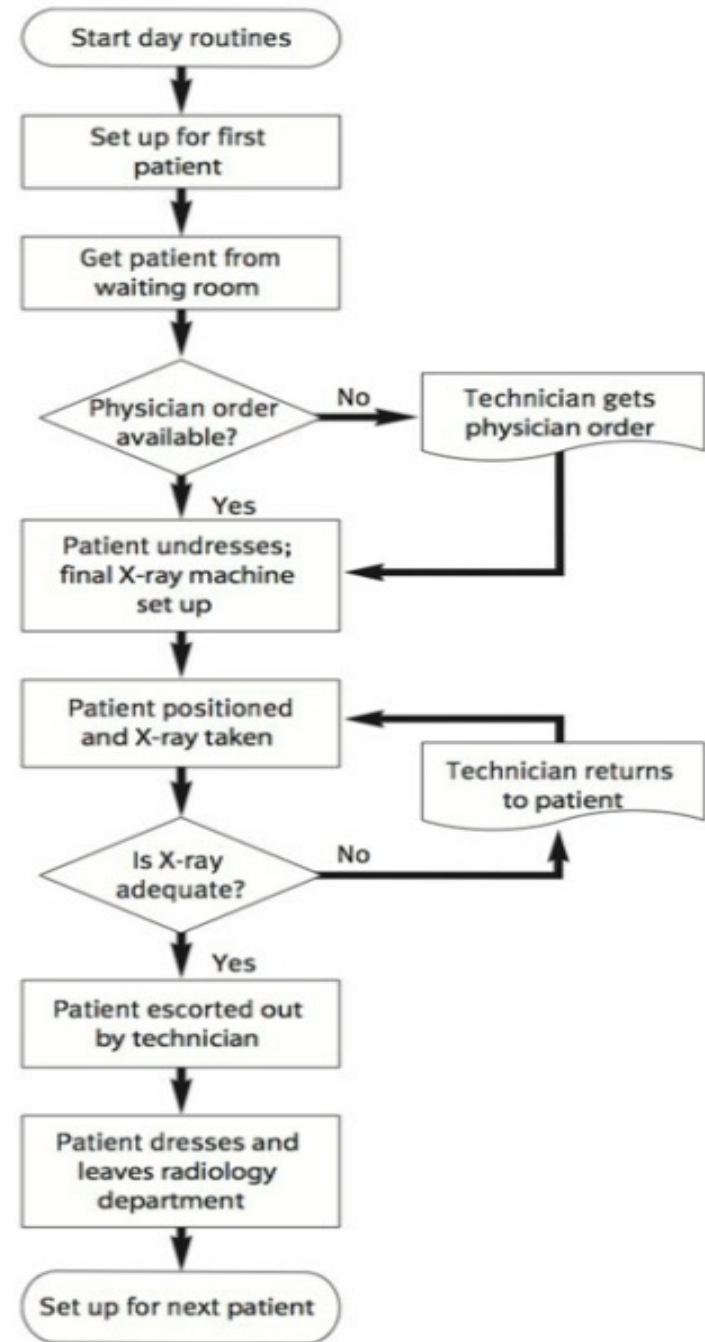 Start day routines
Set up for first
patient
Get patient from
waiting room
Physician order
available?
No
Technician gets
physician order
Yes
Patient undresses;
final X-ray machine
set up
Patient positioned
and X-ray taken
Technician returns
to patient
Is X-ray
adequate?
No
Yes
Patient escorted out
by technician
Patient dresses and
leaves radiology
department
Set up for next patient